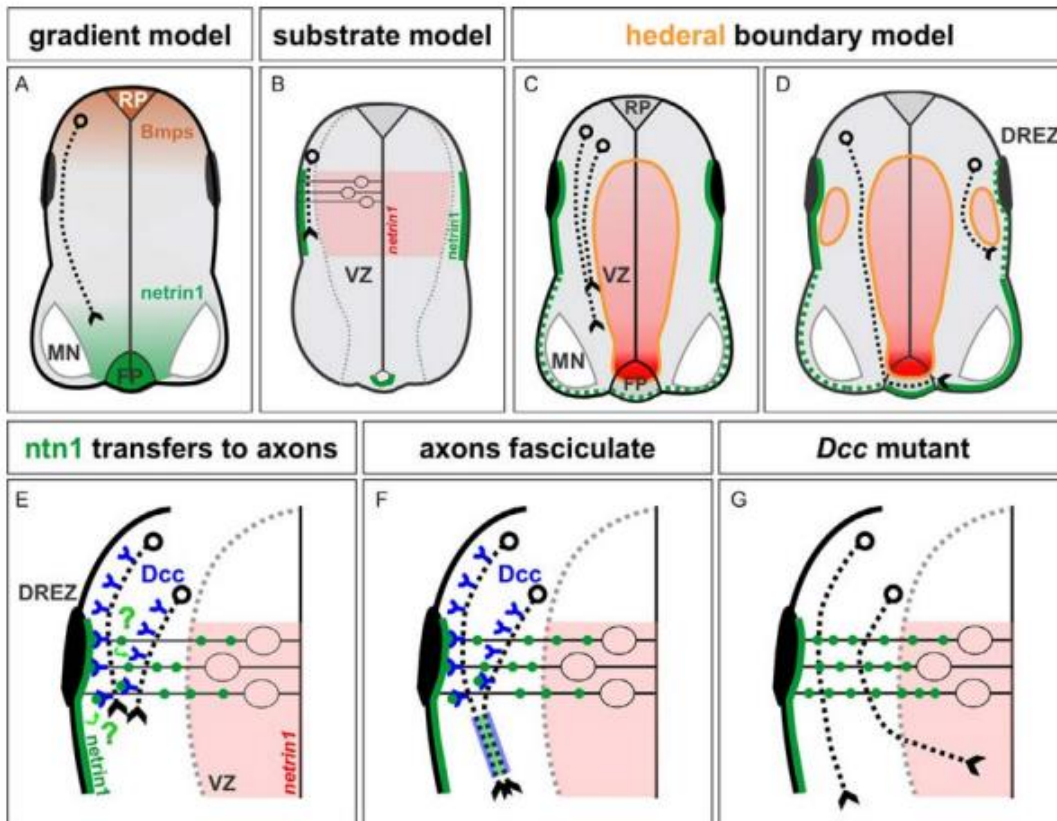 gradient model
substrate model
hederal boundary model
A
RP
Bmps
netrin1
MN
FP
B
netrin1
netrin1
VZ
C
RP
VZ
MN
FP
D
DREZ
ntn1 transfers to axons
axons fasciculate
Dcc mutant
E
Dcc
DREZ
?
?
netrin1
VZ
netrin1
F
Dcc
G